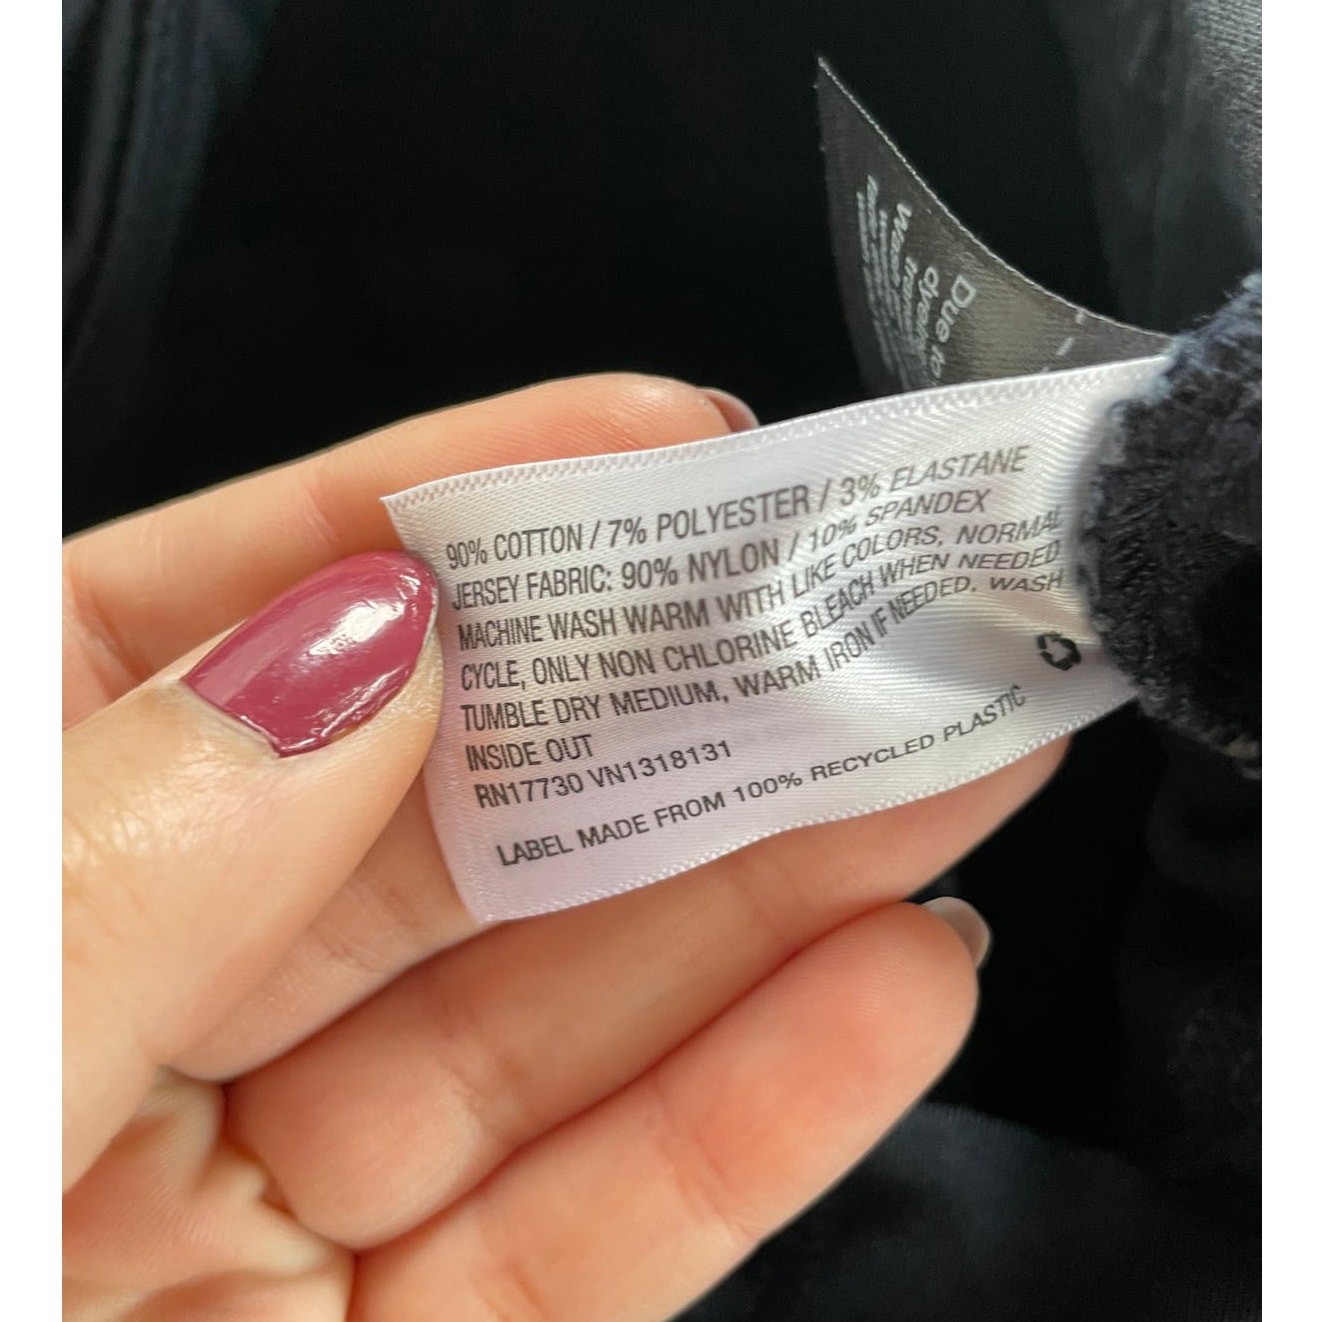 90% COTTON / 7% POLYESTER / 3% ELASTANE
JERSEY FABRIC: 90% NYLON / 10% SPANDEX
MACHINE WASH WARM WITH LIKE COLORS, NORMAL
CYCLE, ONLY NON CHLORINE BLEACH WHEN NEEDED
TUMBLE DRY MEDIUM, WARM IRON IF NEEDED. WASH
INSIDE OUT
RN17730 VN1318131
LABEL MADE FROM 100% RECYCLED PLASTIC
Due to